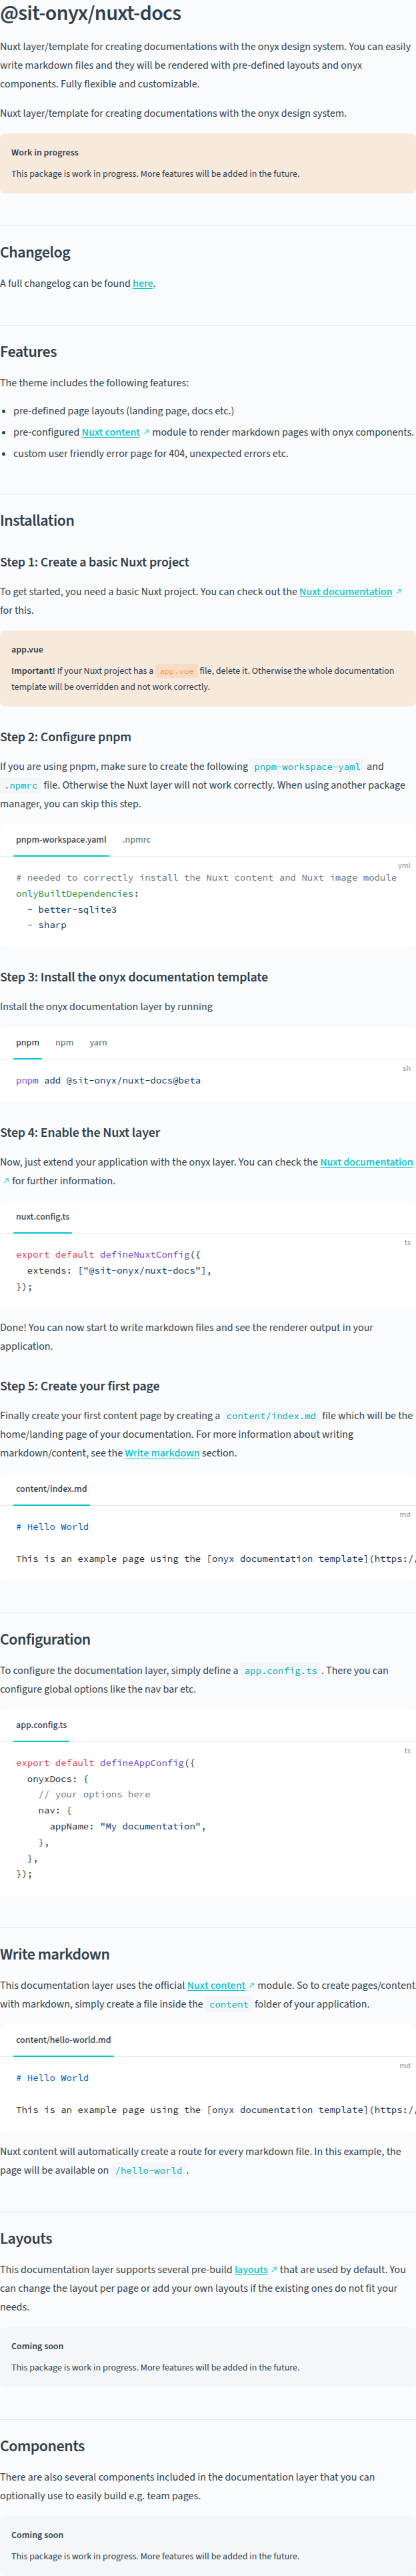 @sit-onyx/nuxt-docs
Nuxt layer/template for creating documentations with the onyx design system. You can easily
write markdown files and they will be rendered with pre-defined layouts and onyx
components. Fully flexible and customizable.
Nuxt layer/template for creating documentations with the onyx design system.
Work in progress
This package is work in progress. More features will be added in the future.
Changelog
A full changelog can be found here.
Features
The theme includes the following features:
• pre-defined page layouts (landing page, docs etc.)
• pre-configured Nuxt content ↗ module to render markdown pages with onyx components.
• custom user friendly error page for 404, unexpected errors etc.
Installation
Step 1: Create a basic Nuxt project
To get started, you need a basic Nuxt project. You can check out the Nuxt documentation ↗
for this.
app.vue
Important! If your Nuxt project has a app.vue file, delete it. Otherwise the whole documentation
template will be overridden and not work correctly.
Step 2: Configure pnpm
If you are using pnpm, make sure to create the following pnpm-workspace-yaml and
.npmrc file. Otherwise the Nuxt layer will not work correctly. When using another package
manager, you can skip this step.
pnpm-workspace.yaml .npmrc
yml
# needed to correctly install the Nuxt content and Nuxt image module
onlyBuiltDependencies:
- better-sqlite3
- sharp
Step 3: Install the onyx documentation template
Install the onyx documentation layer by running
pnpm npm yarn
sh
pnpm add @sit-onyx/nuxt-docs@beta
Step 4: Enable the Nuxt layer
Now, just extend your application with the onyx layer. You can check the Nuxt documentation
↗ for further information.
nuxt.config.ts
ts
export default defineNuxtConfig({
extends: ["@sit-onyx/nuxt-docs"],
});
Done! You can now start to write markdown files and see the renderer output in your
application.
Step 5: Create your first page
Finally create your first content page by creating a content/index.md file which will be the
home/landing page of your documentation. For more information about writing
markdown/content, see the Write markdown section.
content/index.md
md
# Hello World
This is an example page using the [onyx documentation template](https:/
Configuration
To configure the documentation layer, simply define a app.config.ts . There you can
configure global options like the nav bar etc.
app.config.ts
ts
export default defineAppConfig({
onyxDocs: {
// your options here
nav: {
appName: "My documentation",
},
},
});
Write markdown
This documentation layer uses the official Nuxt content ↗ module. So to create pages/content
with markdown, simply create a file inside the content folder of your application.
content/hello-world.md
md
# Hello World
This is an example page using the [onyx documentation template](https:/
Nuxt content will automatically create a route for every markdown file. In this example, the
page will be available on /hello-world .
Layouts
This documentation layer supports several pre-build layouts ↗ that are used by default. You
can change the layout per page or add your own layouts if the existing ones do not fit your
needs.
Coming soon
This package is work in progress. More features will be added in the future.
Components
There are also several components included in the documentation layer that you can
optionally use to easily build e.g. team pages.
Coming soon
This package is work in progress. More features will be added in the future.